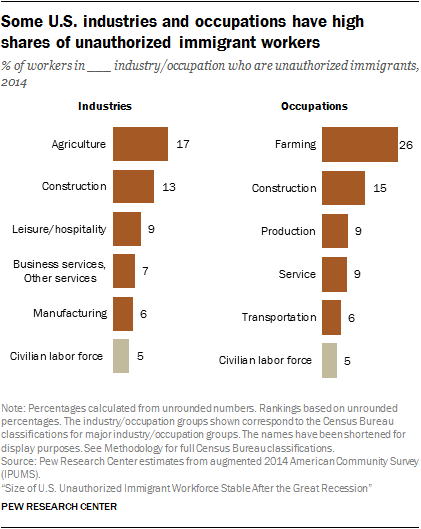 Some U.S. industries and occupations have high
shares of unauthorized immigrant workers
% of workers in ___ industry/occupation who are unauthorized immigrants,
2014
Industries
Agriculture 17
Construction 13
Leisure/hospitality 9
Business services,
Other services 7
Manufacturing 6
Civilian labor force 5
Occupations
Farming 26
Construction 15
Production 9
Service 9
Transportation 6
Civilian labor force 5
Note: Percentages calculated from unrounded numbers. Rankings based on unrounded
percentages. The industry/occupation groups shown correspond to the Census Bureau
classifications for major industry/occupation groups. The names have been shortened for
display purposes. See Methodology for full Census Bureau classifications.
Source: Pew Research Center estimates from augmented 2014 American Community Survey
(IPUMS).
“Size of U.S. Unauthorized Immigrant Workforce Stable After the Great Recession”
PEW RESEARCH CENTER